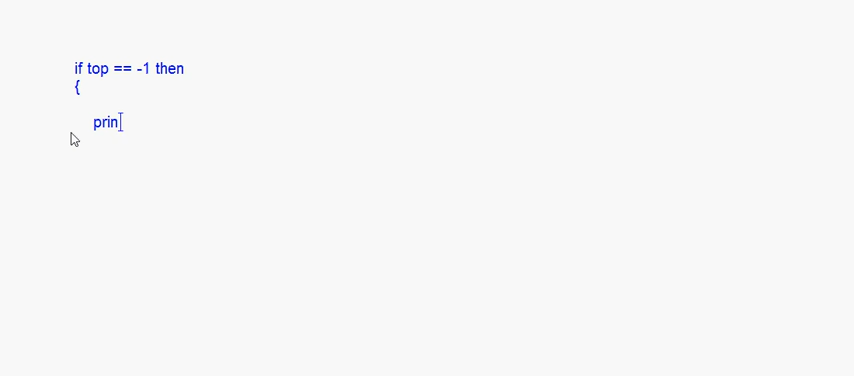 if top == -1 then
{
prin